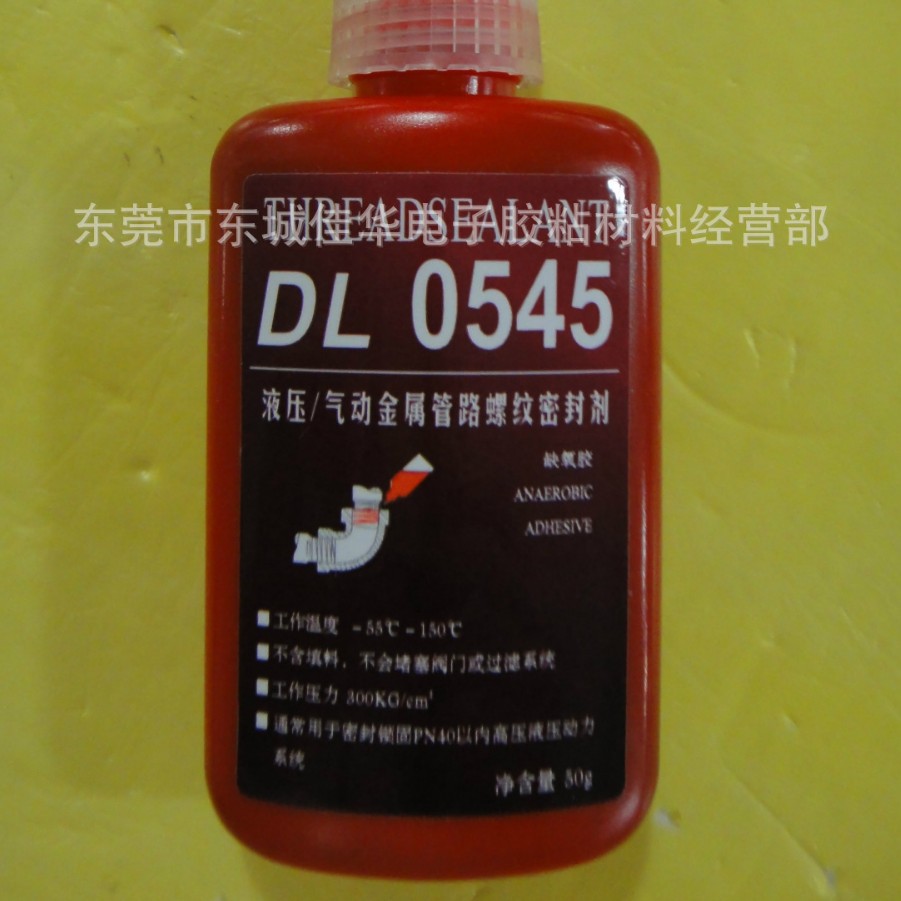 THREADSEALANT
东莞市东城佳华电子胶粘材料经营部
DL 0545
液压/气动金属管路螺纹密封剂
缺氧胶
ANAEROBIC
ADHESIVE
■工作温度 -55℃-150℃
■不含填料，不会堵塞阀门或过滤系统
■工作压力 300KG/cm²
■通常用于密封锁固PN40以内高压液压动力
系统
净含量 50g